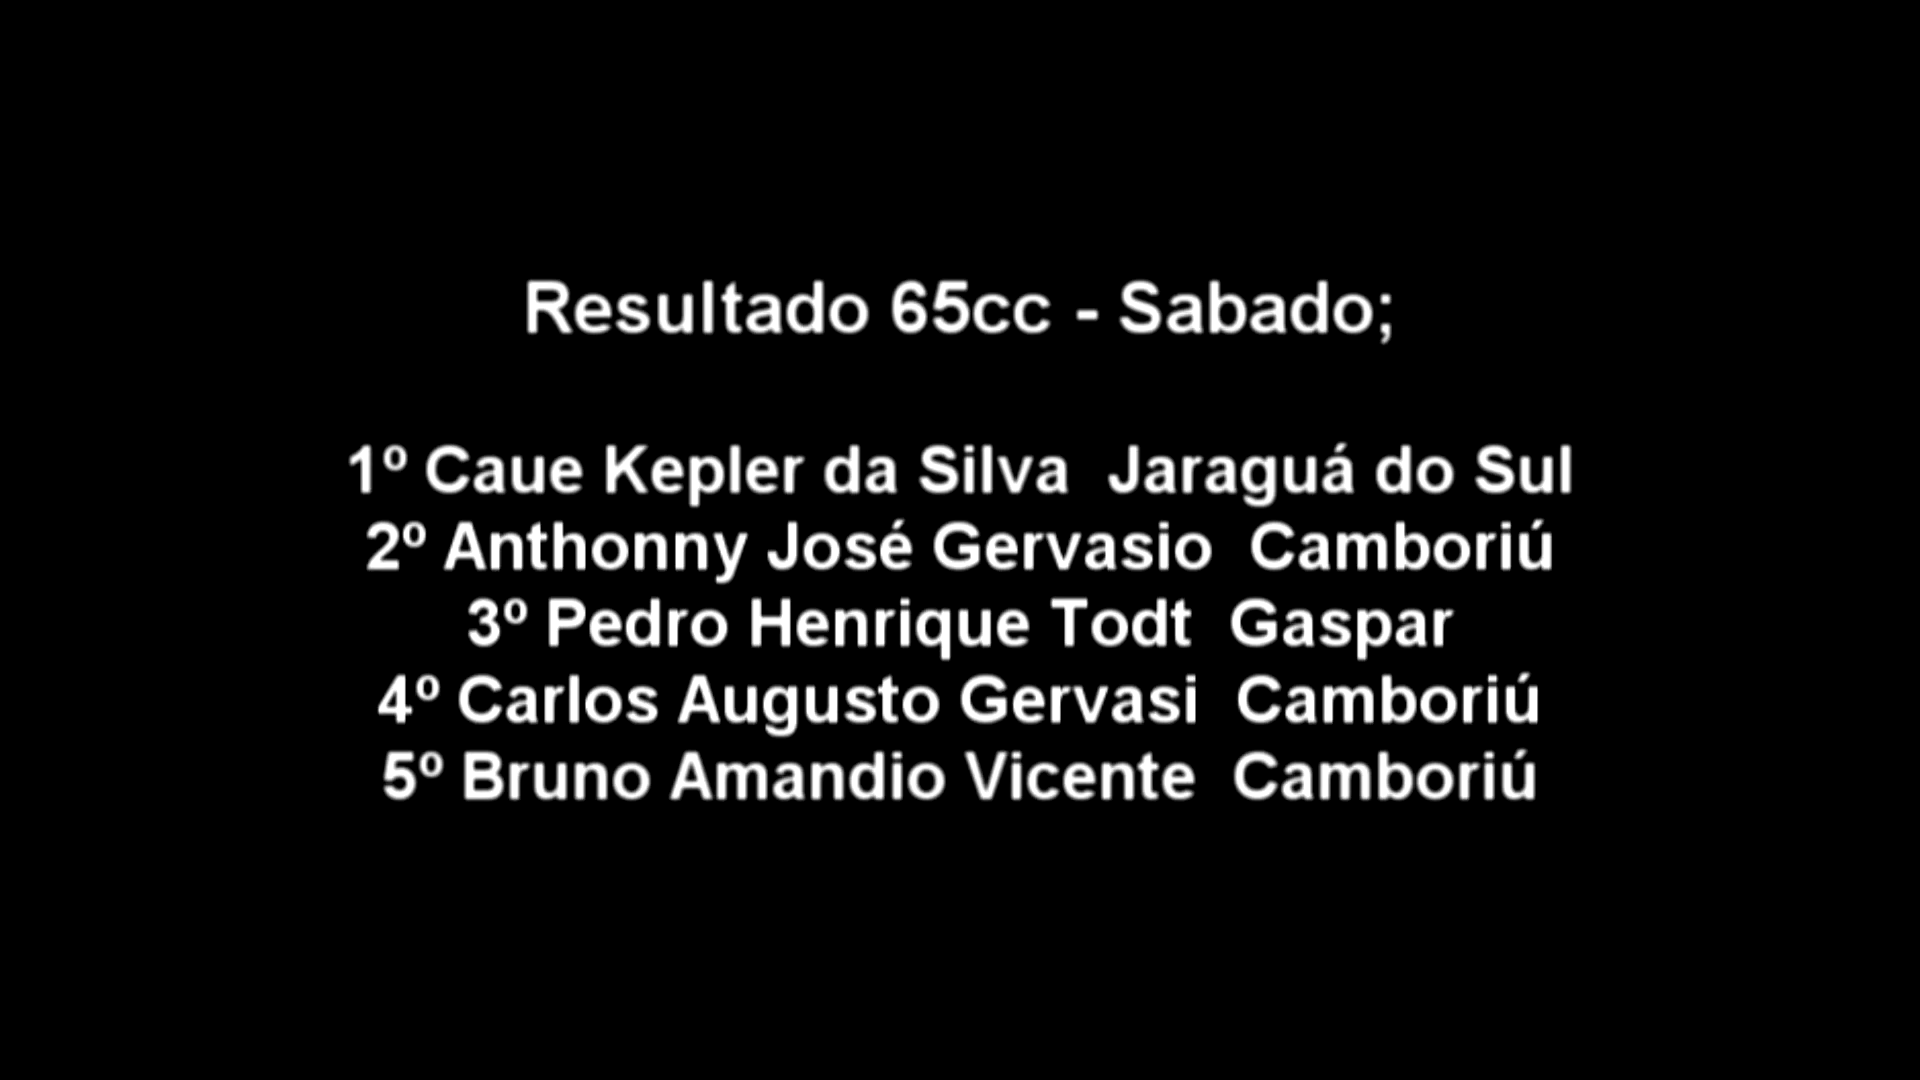 Resultado 65cc - Sabado;
1º Caue Kepler da Silva  Jaraguá do Sul
2º Anthonny José Gervasio  Camboriú
3º Pedro Henrique Todt  Gaspar
4º Carlos Augusto Gervasi  Camboriú
5º Bruno Amandio Vicente  Camboriú